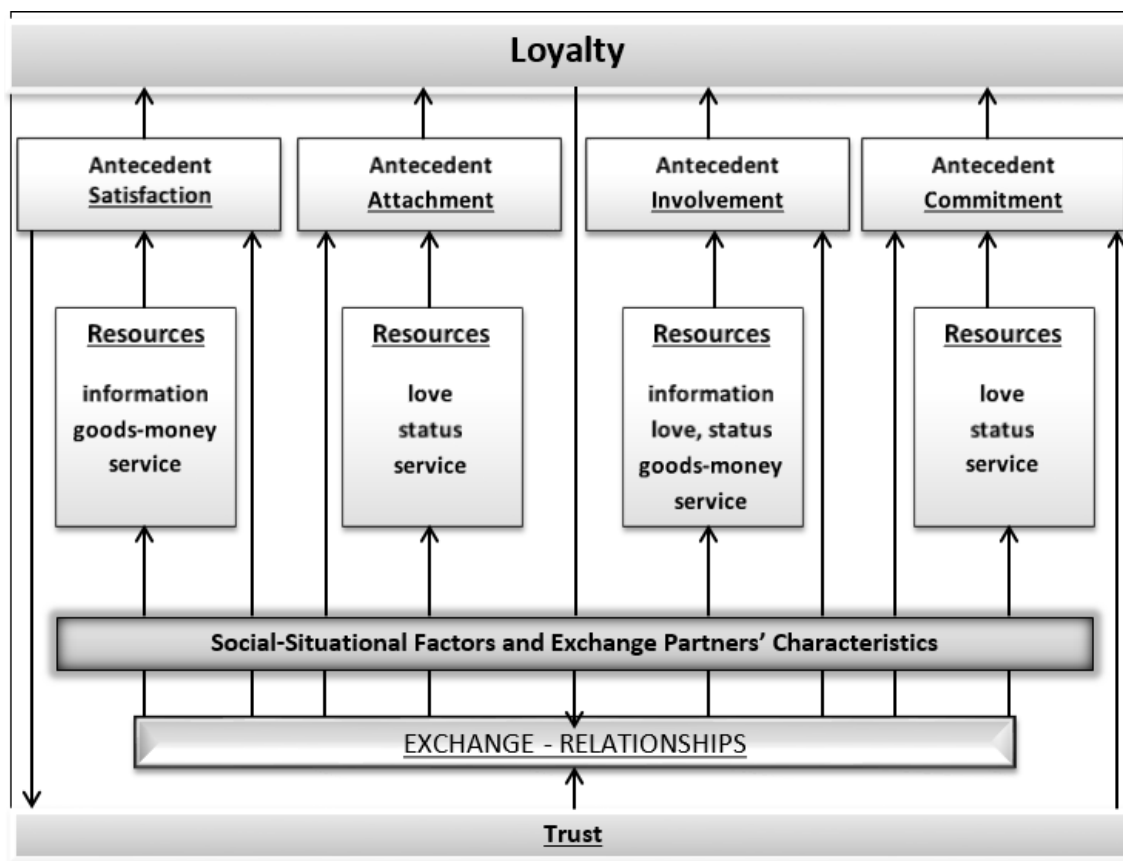 Loyalty
Antecedent
Satisfaction
Antecedent
Attachment
Antecedent
Involvement
Antecedent
Commitment
Resources
information
goods-money
service
Resources
love
status
service
Resources
information
love, status
goods-money
service
Resources
love
status
service
Social-Situational Factors and Exchange Partners’ Characteristics
EXCHANGE - RELATIONSHIPS
Trust